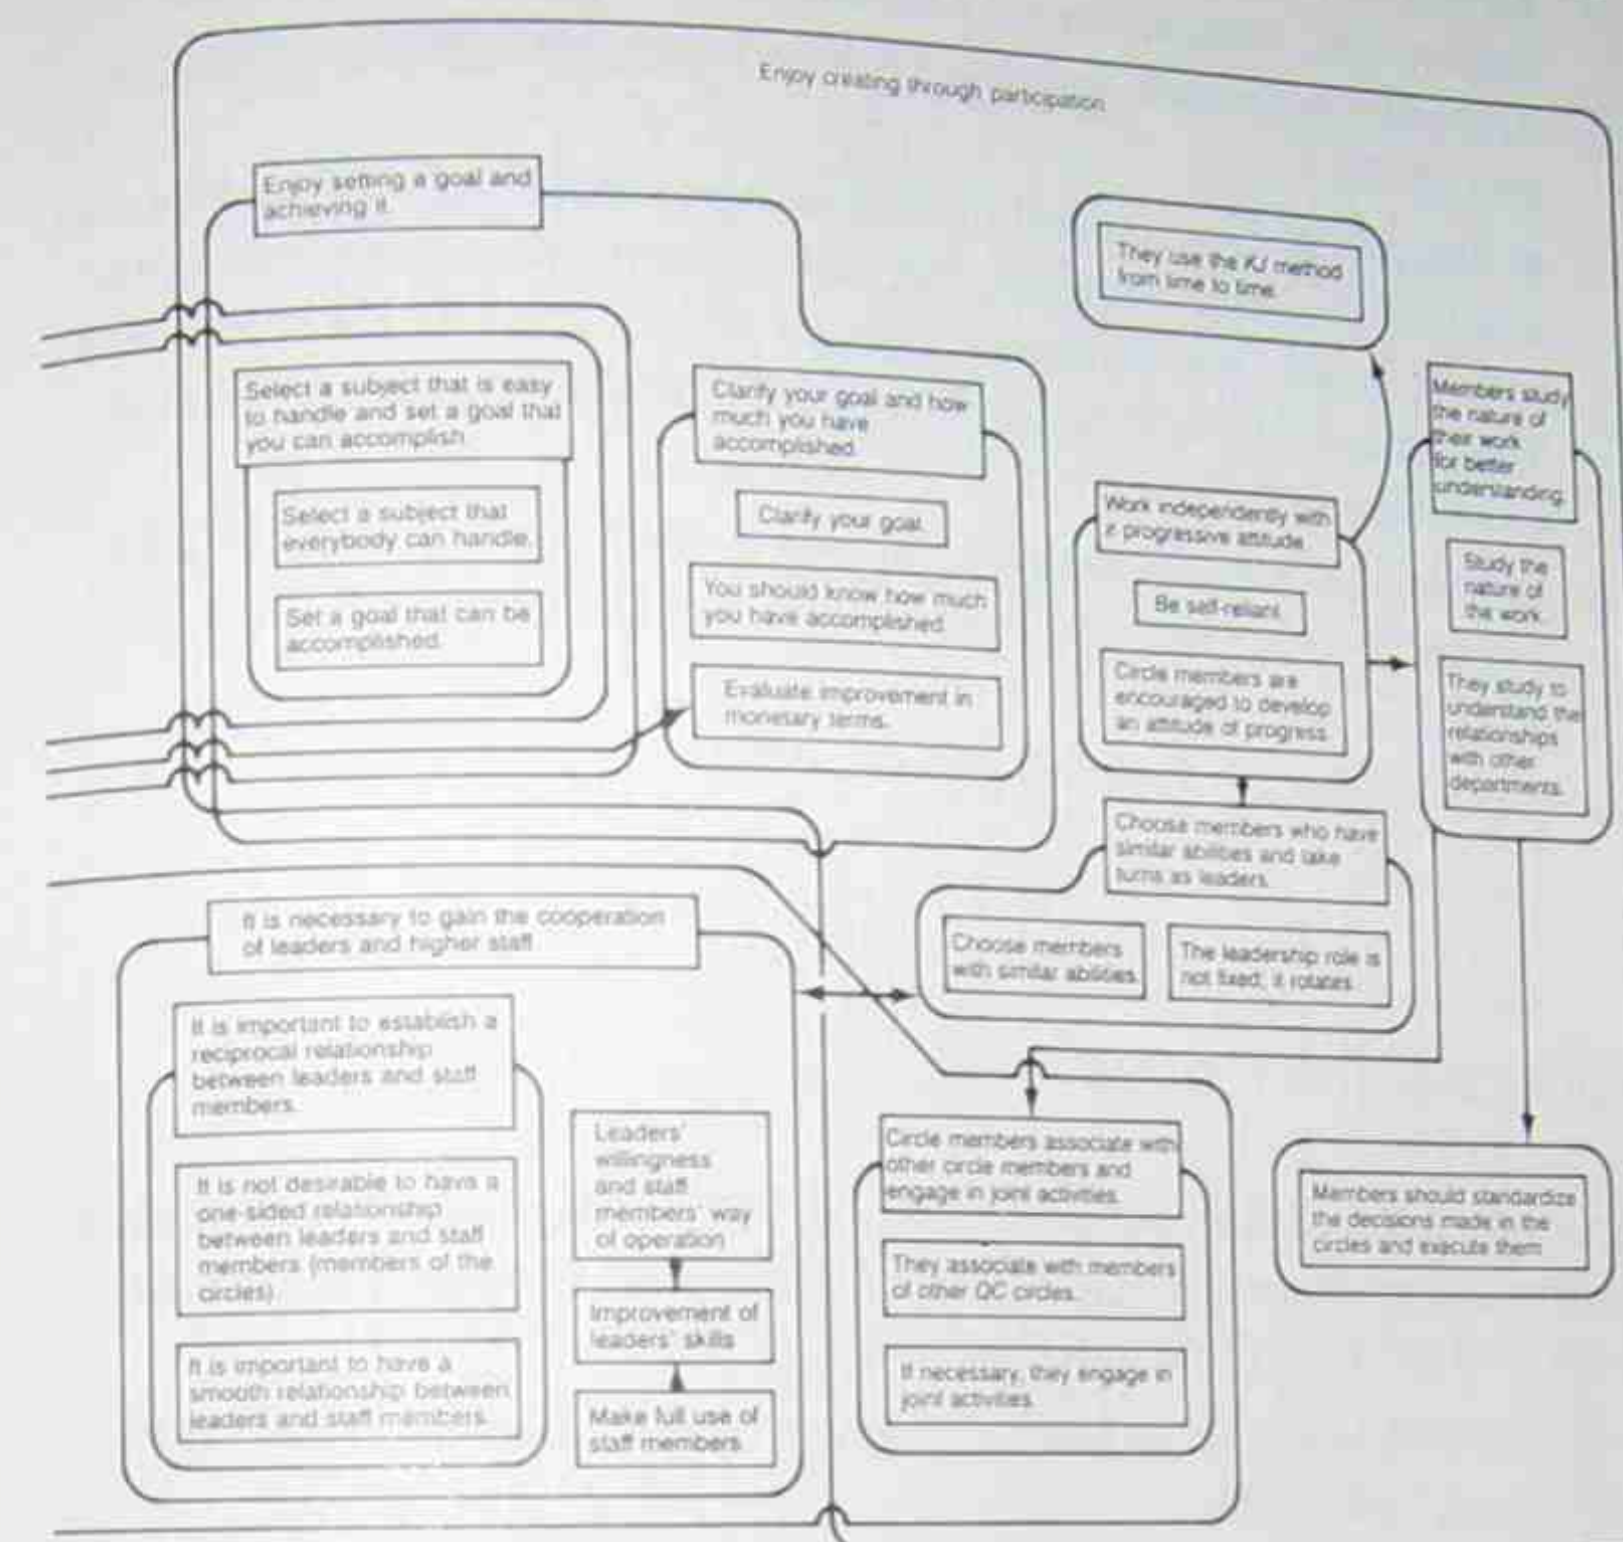 Enjoy creating through participation
Enjoy setting a goal and
achieving it.
They use the KJ method
from time to time.
Select a subject that is easy
to handle and set a goal that
you can accomplish
Select a subject that
everybody can handle.
Set a goal that can be
accomplished.
Clarify your goal and how
much you have
accomplished.
Clarify your goal.
You should know how much
you have accomplished.
Evaluate improvement in
monetary terms.
Work independently with
a progressive attitude
Be self-reliant.
Circle members are
encouraged to develop
an attitude of progress.
Members study
the nature of
their work
for better
understanding.
Study the
nature of
the work.
They study to
understand the
relationships
with other
departments.
Choose members who have
similar abilities and take
turns as leaders.
Choose members
with similar abilities.
The leadership role is
not fixed; it rotates.
It is necessary to gain the cooperation
of leaders and higher staff
It is important to establish a
reciprocal relationship
between leaders and staff
members.
It is not desirable to have a
one-sided relationship
between leaders and staff
members (members of the
circles).
It is important to have a
smooth relationship between
leaders and staff members.
Leaders'
willingness
and staff
members' way
of operation
Improvement of
leaders' skills
Make full use of
staff members
Circle members associate with
other circle members and
engage in joint activities.
They associate with members
of other QC circles.
If necessary, they engage in
joint activities.
Members should standardize
the decisions made in the
circles and execute them